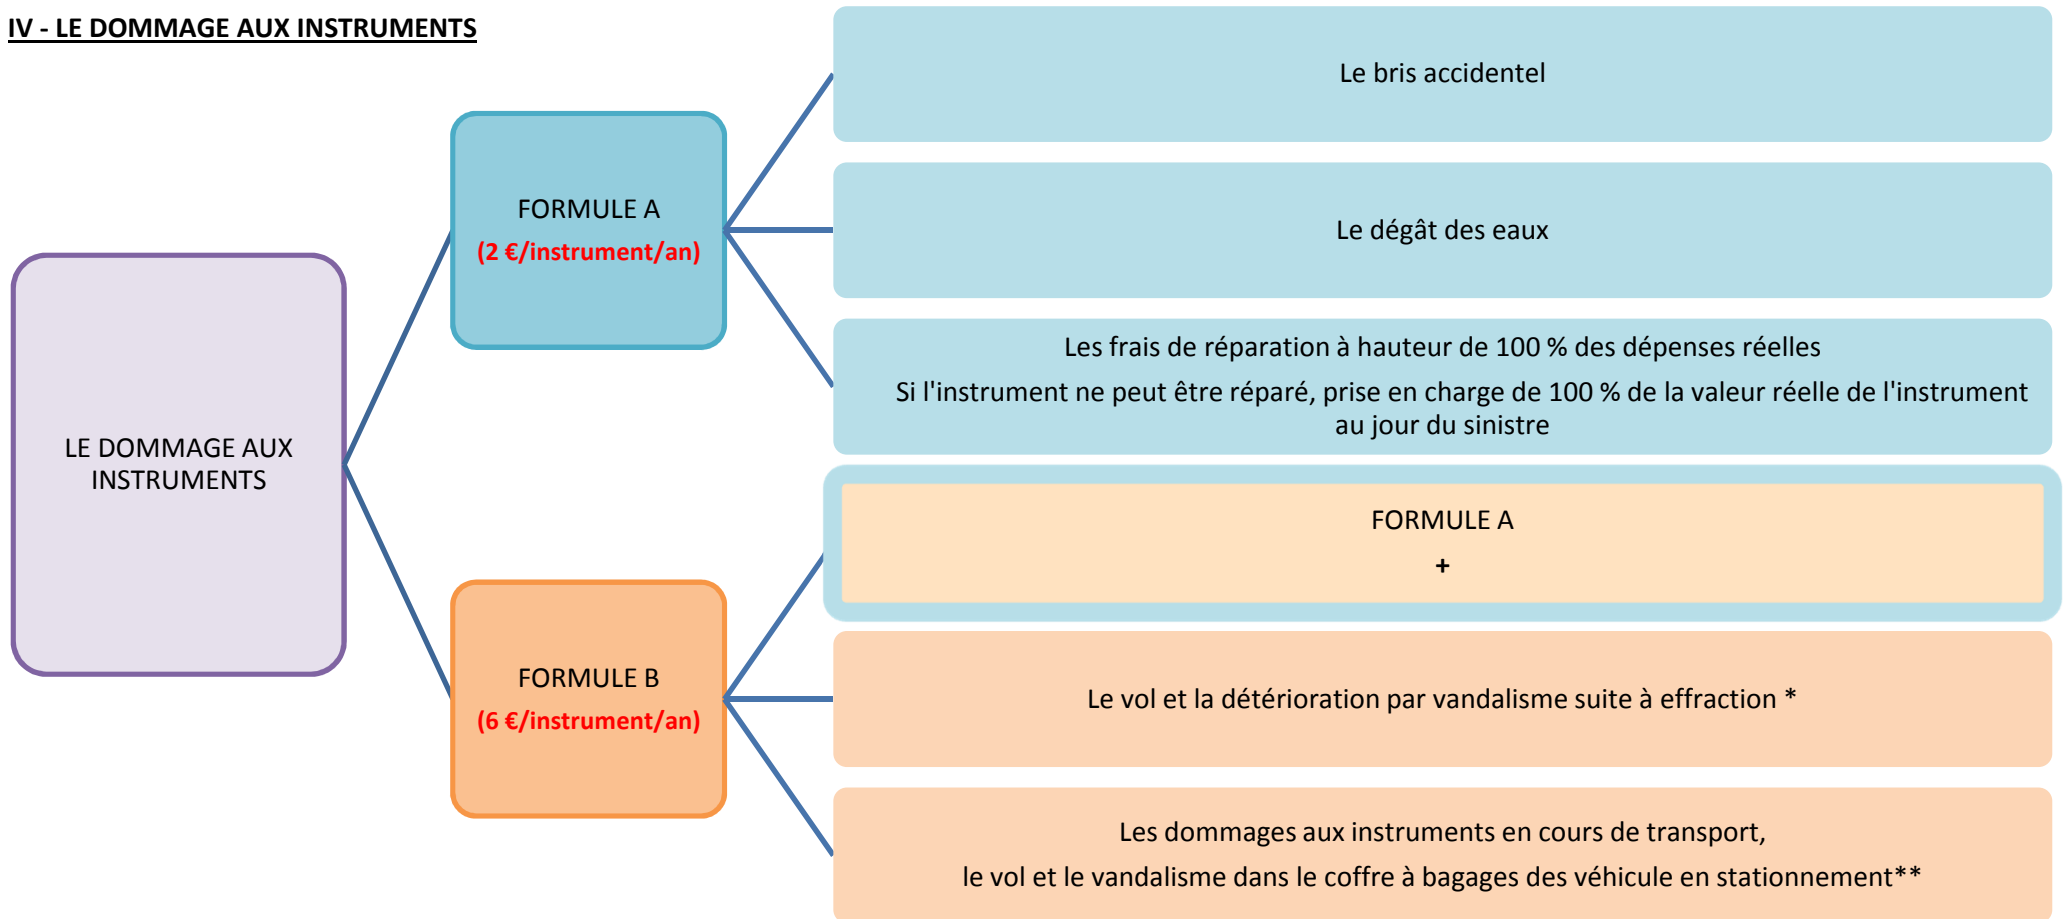 IV - LE DOMMAGE AUX INSTRUMENTS
LE DOMMAGE AUX
INSTRUMENTS
FORMULE A
(2 €/instrument/an)
Le bris accidentel
Le dégât des eaux
Les frais de réparation à hauteur de 100 % des dépenses réelles
Si l'instrument ne peut être réparé, prise en charge de 100 % de la valeur réelle de l'instrument
au jour du sinistre
FORMULE B
(6 €/instrument/an)
FORMULE A
+
Le vol et la détérioration par vandalisme suite à effraction *
Les dommages aux instruments en cours de transport,
le vol et le vandalisme dans le coffre à bagages des véhicule en stationnement**